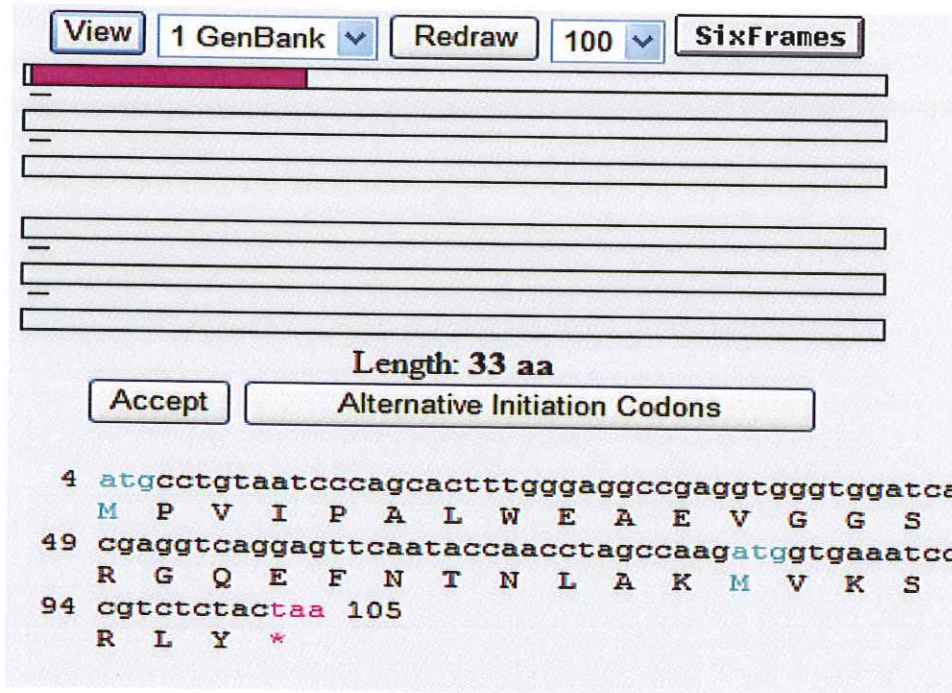 View 1 GenBank Redraw 100 SixFrames
Length: 33 aa
Accept Alternative Initiation Codons
4 atgcctgtaatcccagcactttgggaggccgaggtgggtggatca
M P V I P A L W E A E V G G S
49 cgaggtcaggagttcaataccaacctagccaagatggtgaaatcc
R G Q E F N T N L A K M V K S
94 cgtctctactaa 105
R L Y *